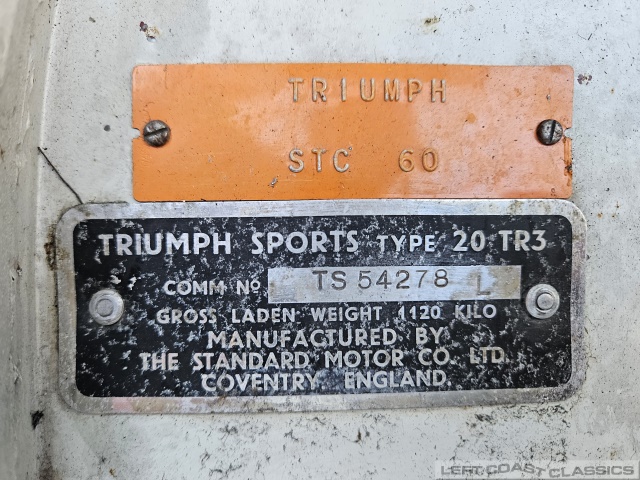 TRIUMPH
STC 60
TRIUMPH SPORTS TYPE 20 TR3
COMM Nº TS 54278 L
GROSS LADEN WEIGHT 1120 KILO
MANUFACTURED BY
THE STANDARD MOTOR CO. LTD.
COVENTRY, ENGLAND.
LEFT COAST CLASSICS